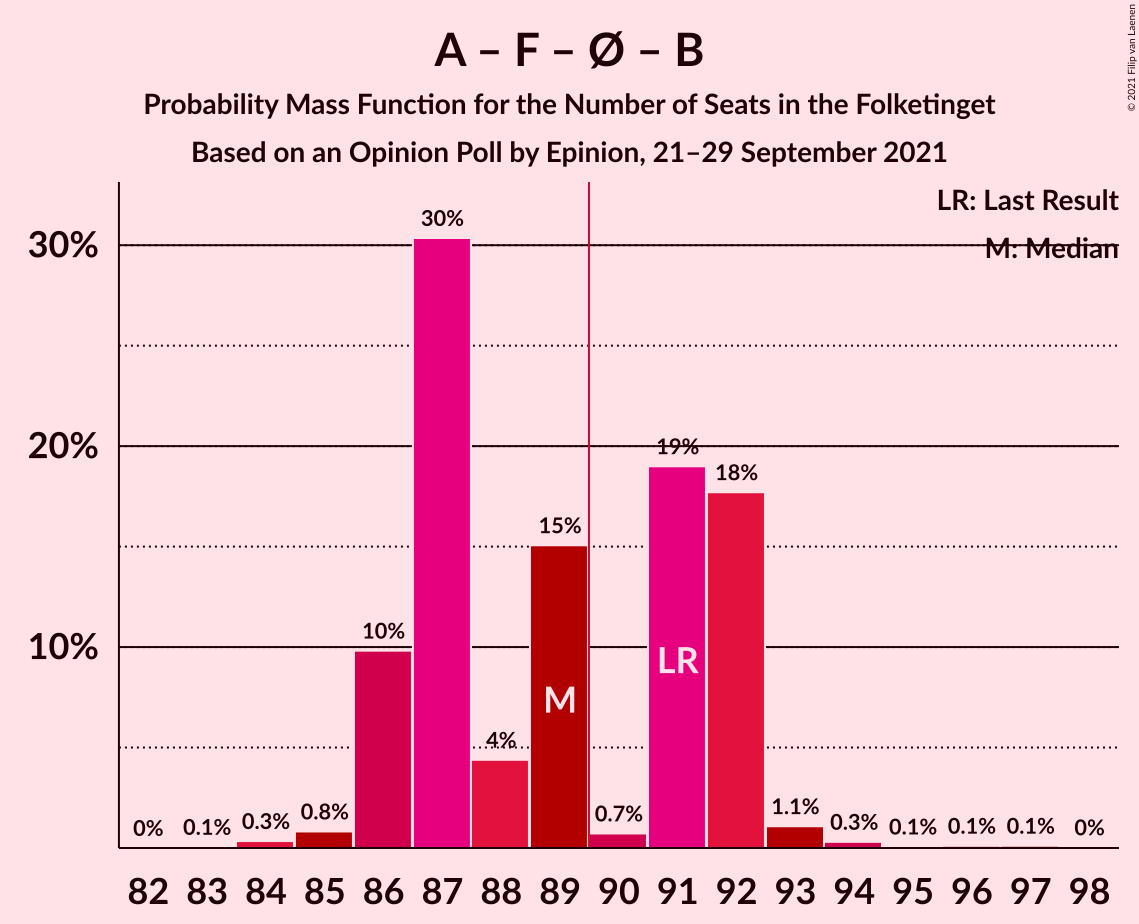 A – F – Ø – B
Probability Mass Function for the Number of Seats in the Folketinget
Based on an Opinion Poll by Epinion, 21–29 September 2021
© 2021 Filip van Laenen
LR: Last Result
M: Median
30%
20%
10%
0%
0.1%
0.3%
0.8%
10%
30%
4%
15%
0.7%
19%
18%
1.1%
0.3%
0.1%
0.1%
0.1%
0%
M
LR
82 83 84 85 86 87 88 89 90 91 92 93 94 95 96 97 98